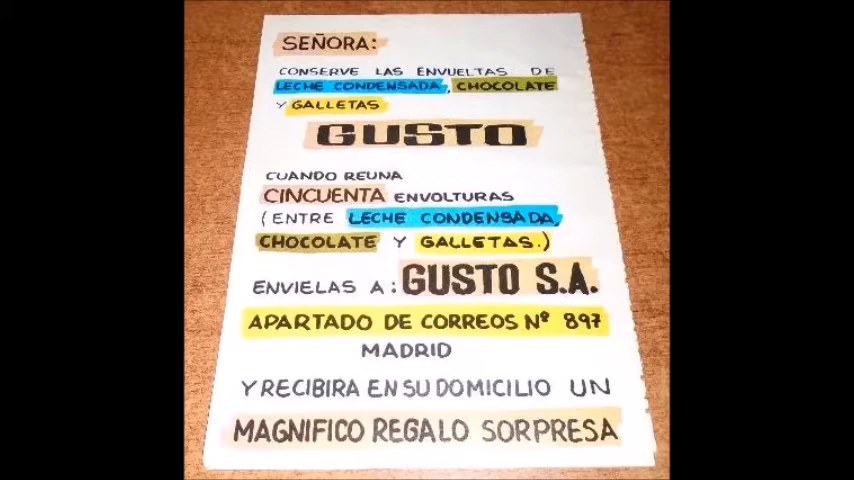 SEÑORA:
CONSERVE LAS ENVUELTAS DE
LECHE CONDENSADA, CHOCOLATE
Y GALLETAS
GUSTO
CUANDO REUNA
CINCUENTA ENVOLTURAS
(ENTRE LECHE CONDENSADA,
CHOCOLATE Y GALLETAS.)
ENVIELAS A: GUSTO S.A.
APARTADO DE CORREOS Nº 897
MADRID
Y RECIBIRA EN SU DOMICILIO UN
MAGNIFICO REGALO SORPRESA